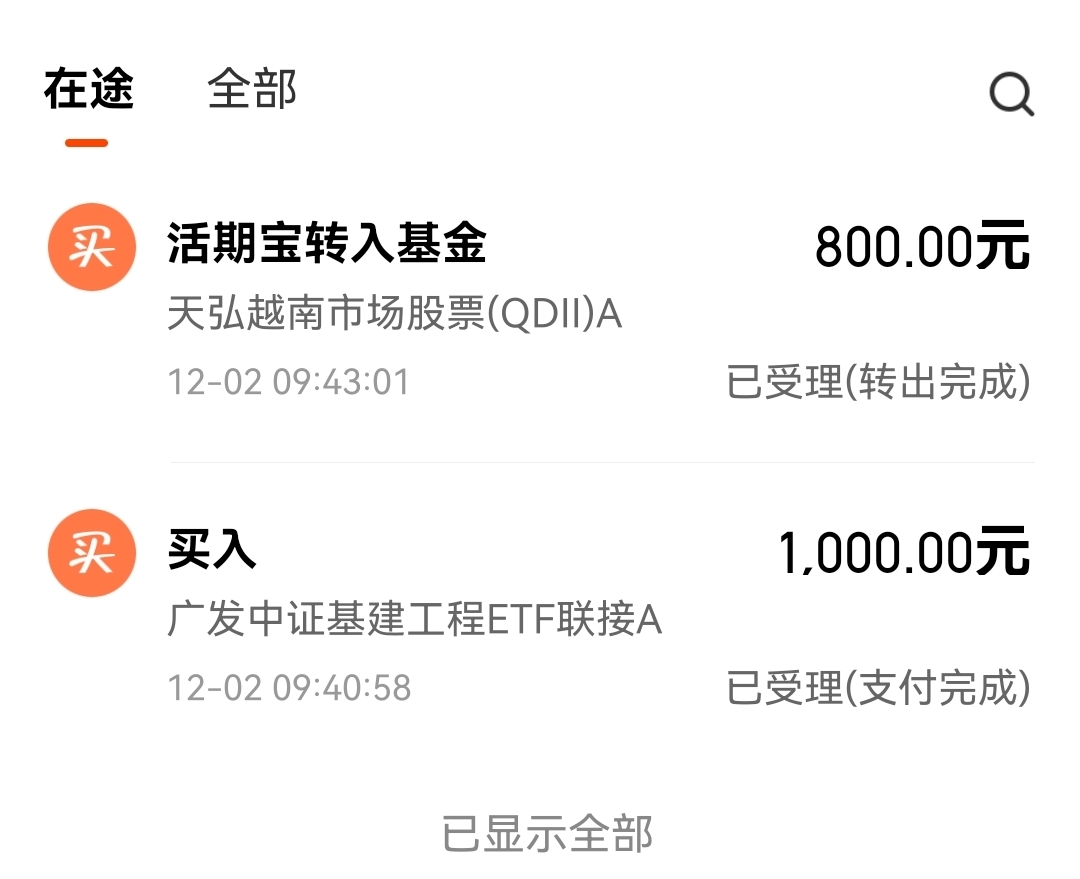 在途 全部
买 活期宝转入基金 800.00元
天弘越南市场股票(QDII)A
12-02 09:43:01 已受理(转出完成)
买 买入 1,000.00元
广发中证基建工程ETF联接A
12-02 09:40:58 已受理(支付完成)
已显示全部